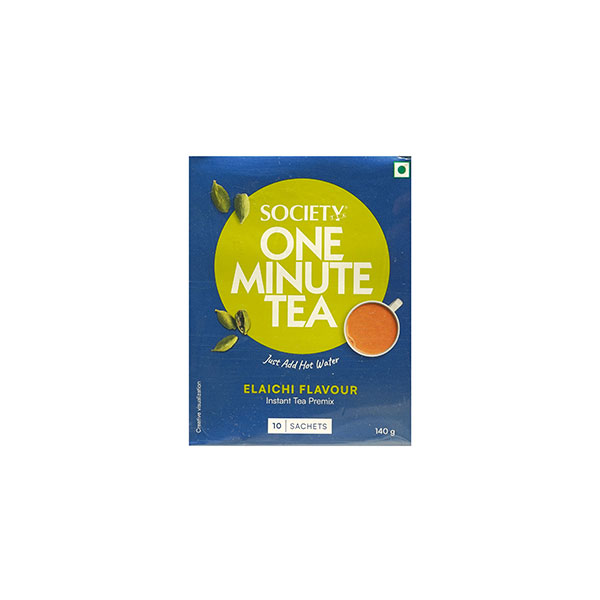 SOCIETY
ONE
MINUTE
TEA
Just Add Hot Water
ELAICHI FLAVOUR
Instant Tea Premix
10 | SACHETS
140 g
Creative visualization